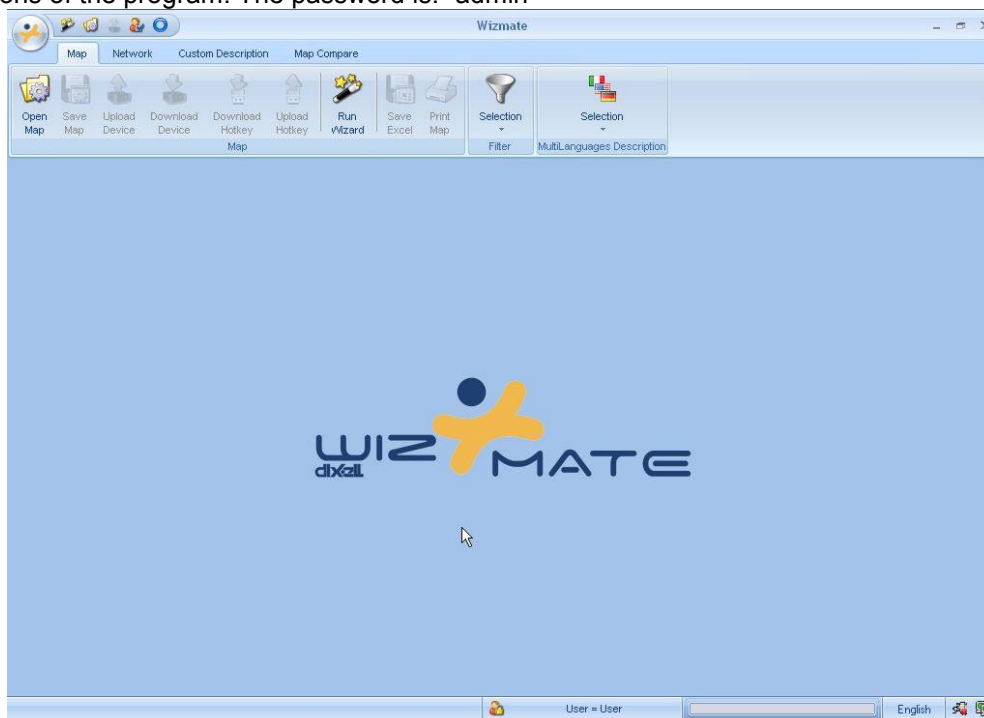 ons of the program. The password is: "admin"
Wizmate
Map Network Custom Description Map Compare
Open Map
Save Map
Upload Device
Download Device
Download Hotkey
Upload Hotkey
Run Wizard
Save Excel
Print Map
Selection
Selection
Map
Filter
MultiLanguages Description
WIZMATE
dixell
User = User
English